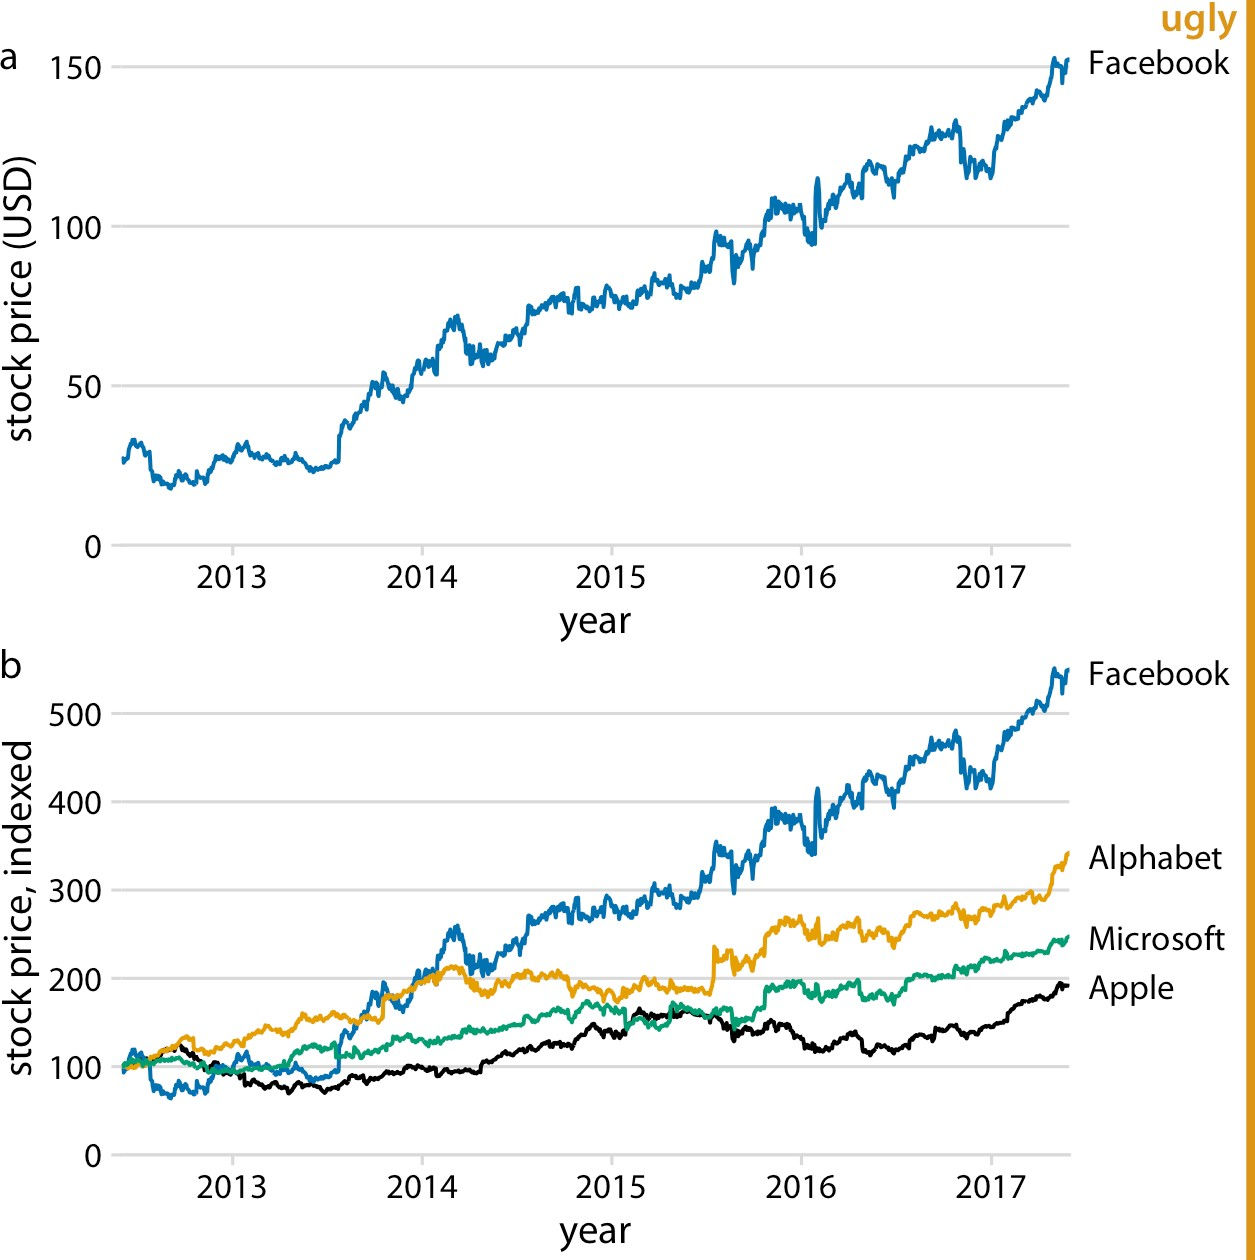 ugly
a
150
Facebook
100
50
0
stock price (USD)
2013 2014 2015 2016 2017
year
b
Facebook
500
400
300
200
100
0
stock price, indexed
Alphabet
Microsoft
Apple
2013 2014 2015 2016 2017
year